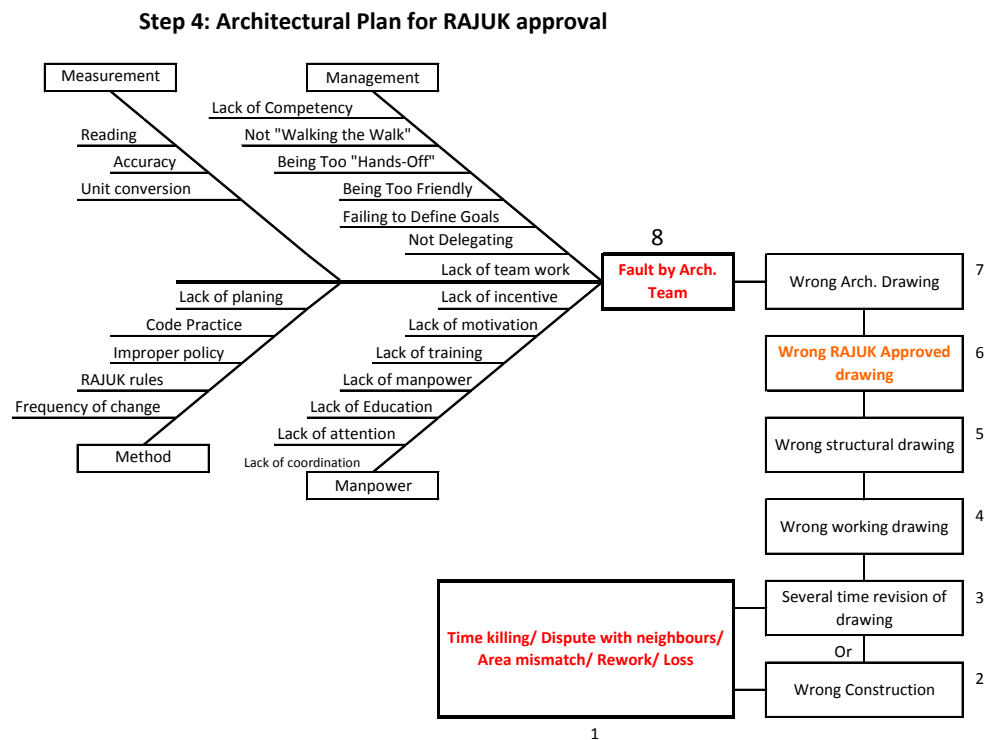 Step 4: Architectural Plan for RAJUK approval
Measurement
Reading
Accuracy
Unit conversion
Management
Lack of Competency
Not "Walking the Walk"
Being Too "Hands-Off"
Being Too Friendly
Failing to Define Goals
Not Delegating
Lack of team work
Lack of planing
Code Practice
Improper policy
RAJUK rules
Frequency of change
Method
Lack of incentive
Lack of motivation
Lack of training
Lack of manpower
Lack of Education
Lack of attention
Lack of coordination
Manpower
8
Fault by Arch.
Team
Wrong Arch. Drawing
7
Wrong RAJUK Approved
drawing
6
Wrong structural drawing
5
Wrong working drawing
4
Several time revision of
drawing
3
Or
Wrong Construction
2
Time killing/ Dispute with neighbours/
Area mismatch/ Rework/ Loss
1